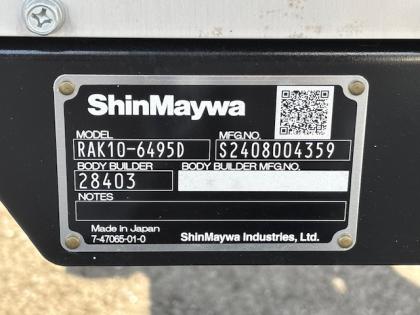 ShinMaywa
MODEL MFG.NO.
RAK10-6495D S2408004359
BODY BUILDER BODY BUILDER MFG.NO.
28403
NOTES
Made in Japan
7-47065-01-0 ShinMaywa Industries, Ltd.